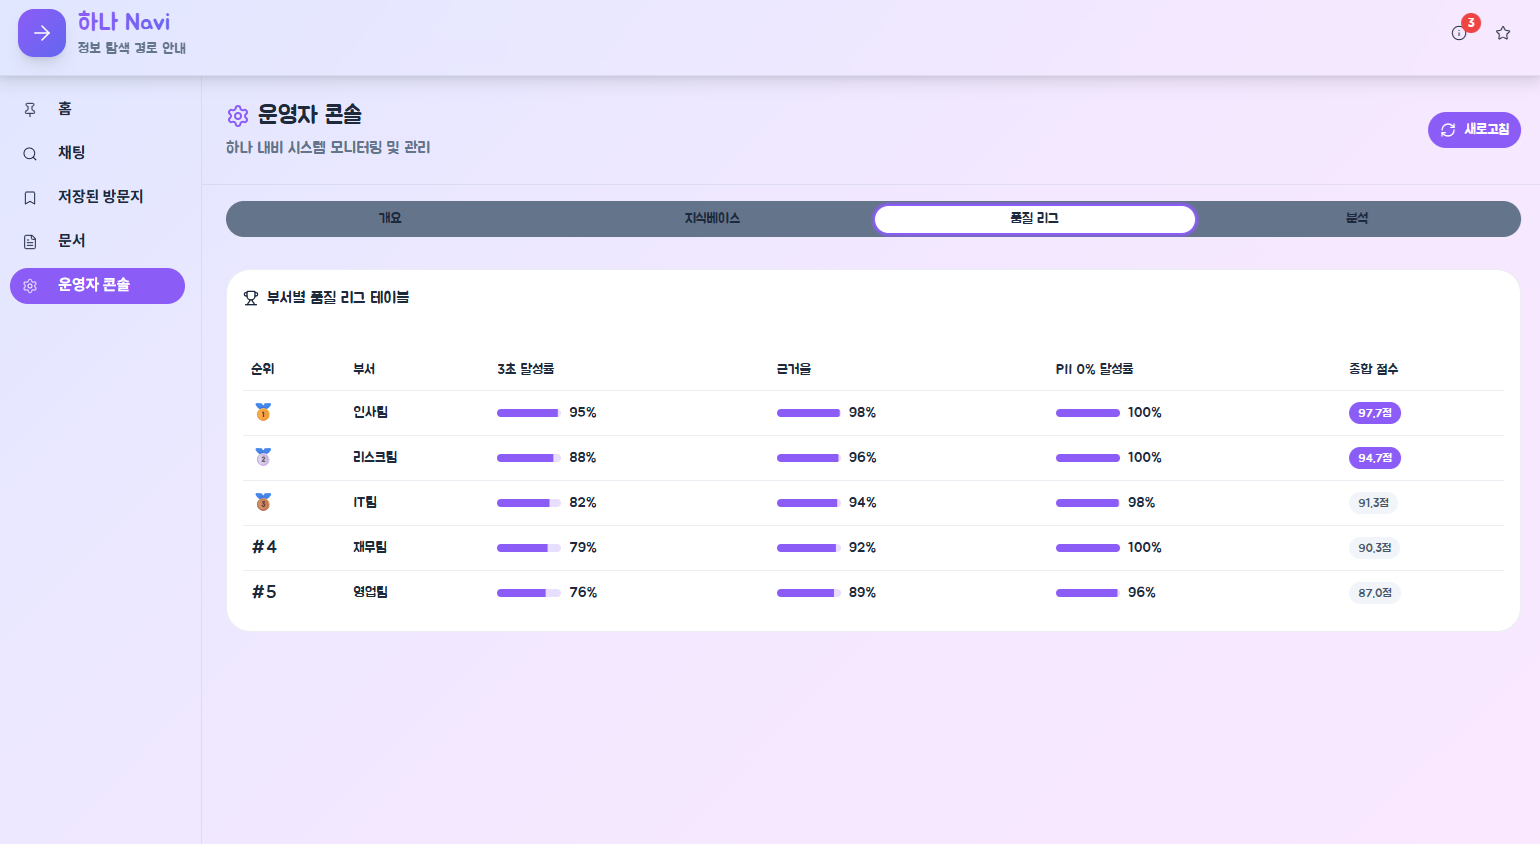 하나 Navi
정보 탐색 경로 안내
3
홈
채팅
저장된 방문지
문서
운영자 콘솔
운영자 콘솔
하나 내비 시스템 모니터링 및 관리
새로고침
개요 지식베이스 품질 리그 분석
부서별 품질 리그 테이블
순위 부서 3초 달성률 근거율 PII 0% 달성률 종합 점수
1 인사팀 95% 98% 100% 97.7점
2 리스크팀 88% 96% 100% 94.7점
3 IT팀 82% 94% 98% 91.3점
#4 재무팀 79% 92% 100% 90.3점
#5 영업팀 76% 89% 96% 87.0점